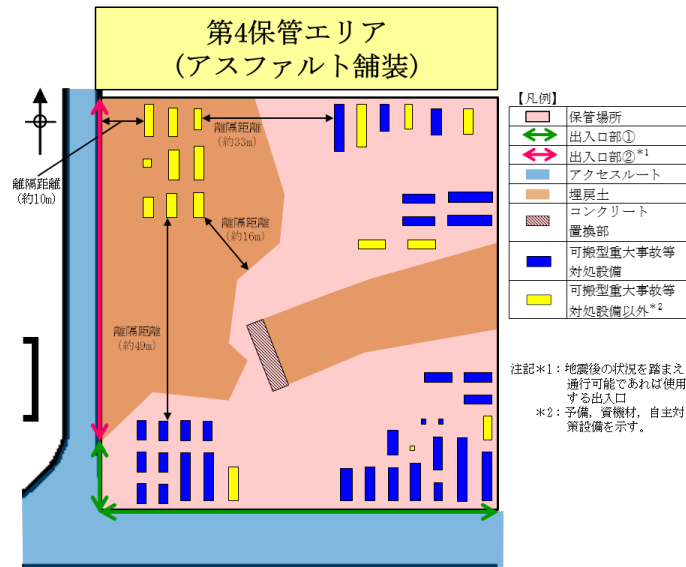 第4保管エリア
(アスファルト舗装)
離隔距離
(約33m)
離隔距離
(約10m)
離隔距離
(約16m)
離隔距離
(約49m)
【凡例】
保管場所
出入口部①
出入口部②*1
アクセスルート
埋戻土
コンクリート
置換部
可搬型重大事故等
対処設備
可搬型重大事故等
対処設備以外*2
注記*1:地震後の状況を踏まえ
通行可能であれば使用
する出入口
*2:予備,資機材,自主対
策設備を示す。